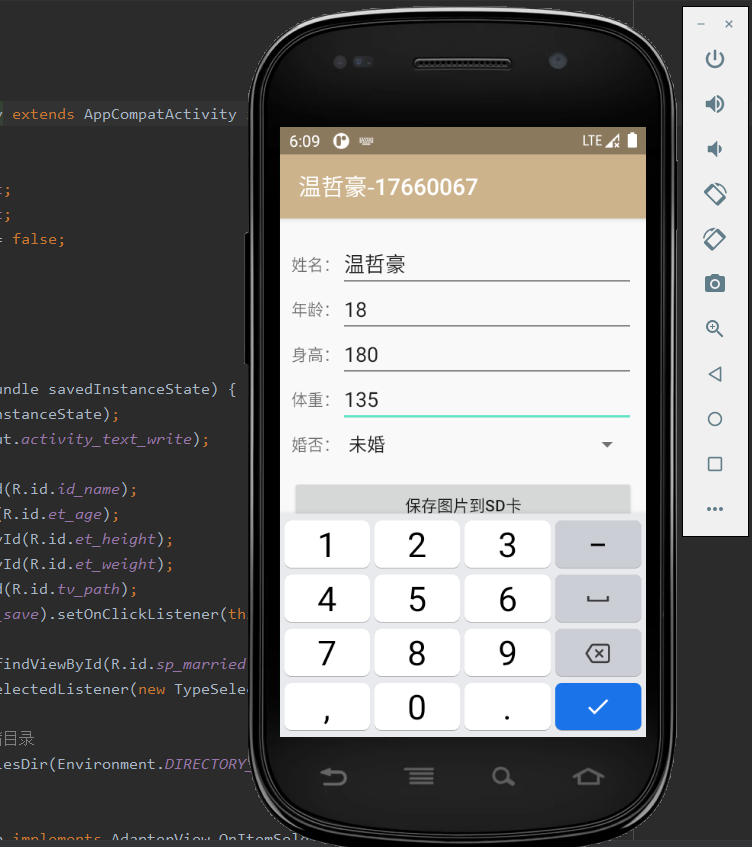 extends AppCompatActivity
;
;
= false;
undle savedInstanceState) {
nstanceState);
ut.activity_text_write);
d(R.id.id_name);
(R.id.et_age);
yId(R.id.et_height);
yId(R.id.et_weight);
d(R.id.tv_path);
_save).setOnClickListener(thi
findViewById(R.id.sp_married
electedListener(new TypeSele
诸目录
lesDir(Environment.DIRECTORY_
implements AdapterView.OnItemSele
6:09
LTE
温哲豪-17660067
姓名： 温哲豪
年龄： 18
身高： 180
体重： 135
婚否： 未婚
保存图片到SD卡
1 2 3 –
4 5 6
7 8 9
, 0 .